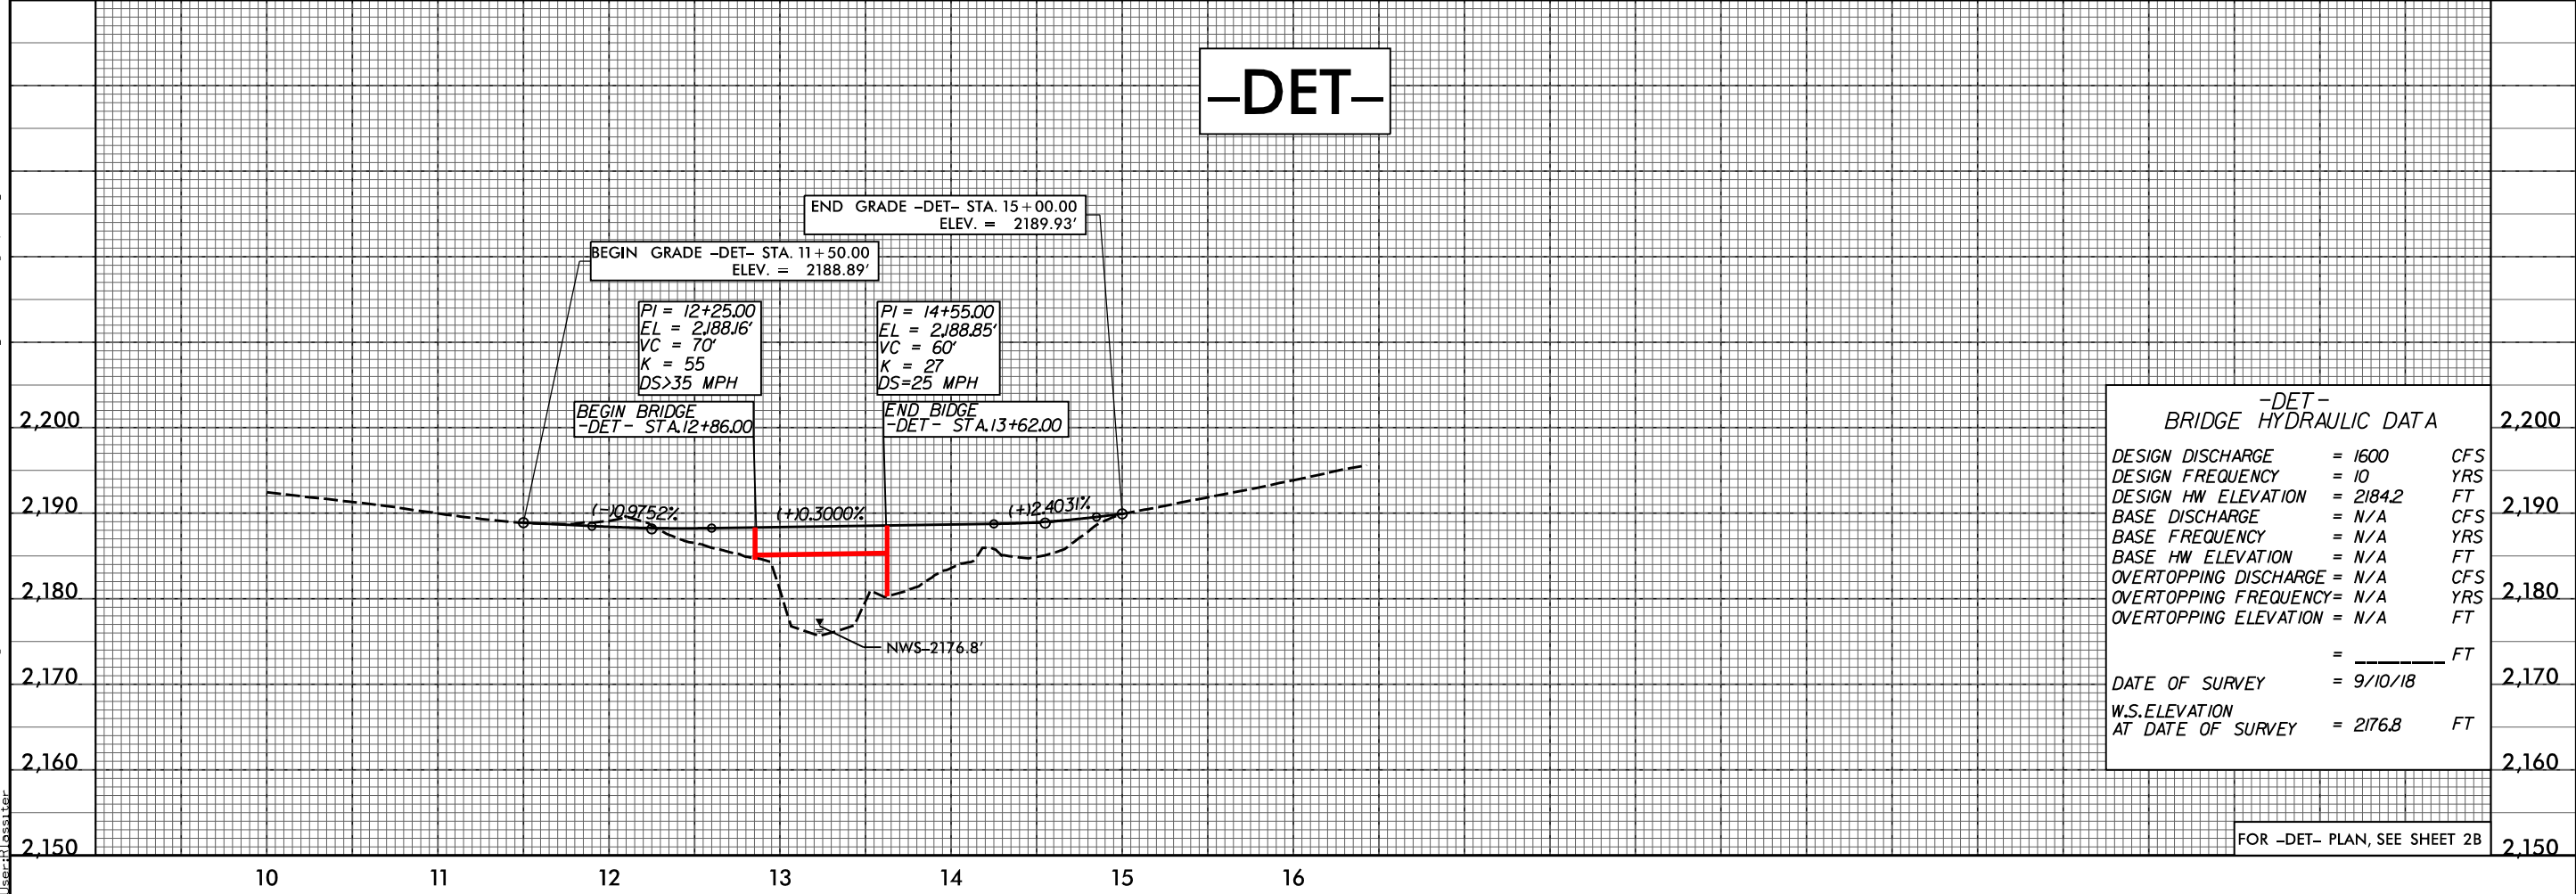 –DET–
END GRADE –DET– STA. 15+00.00
ELEV. = 2189.93'
BEGIN GRADE –DET– STA. 11+50.00
ELEV. = 2188.89'
PI = 12+25.00
EL = 2,188.16'
VC = 70'
K = 55
DS>35 MPH
PI = 14+55.00
EL = 2,188.85'
VC = 60'
K = 27
DS=25 MPH
BEGIN BRIDGE
-DET- STA.12+86.00
END BIDGE
-DET- STA.13+62.00
(-)0.9752%
(+)0.3000%
(+)2.4031%
NWS–2176.8'
2,200
2,190
2,180
2,170
2,160
2,150
-DET-
BRIDGE HYDRAULIC DATA
DESIGN DISCHARGE = 1600 CFS
DESIGN FREQUENCY = 10 YRS
DESIGN HW ELEVATION = 2184.2 FT
BASE DISCHARGE = N/A CFS
BASE FREQUENCY = N/A YRS
BASE HW ELEVATION = N/A FT
OVERTOPPING DISCHARGE = N/A CFS
OVERTOPPING FREQUENCY= N/A YRS
OVERTOPPING ELEVATION = N/A FT
= ________ FT
DATE OF SURVEY = 9/10/18
W.S.ELEVATION
AT DATE OF SURVEY = 2176.8 FT
2,200
2,190
2,180
2,170
2,160
2,150
FOR –DET– PLAN, SEE SHEET 2B
10 11 12 13 14 15 16